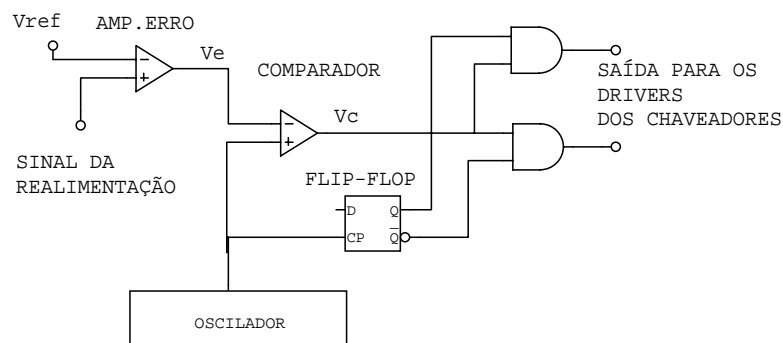 Vref
AMP.ERRO
−
+
Ve
COMPARADOR
−
+
Vc
SAÍDA PARA OS
DRIVERS
DOS CHAVEADORES
SINAL DA
REALIMENTAÇÃO
FLIP-FLOP
D
Q
CP
Q̅
OSCILADOR